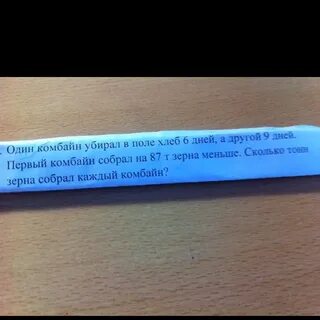 Один комбайн убирал в поле хлеб 6 дней, а другой 9 дней.
Первый комбайн собрал на 87 т зерна меньше. Сколько тонн
зерна собрал каждый комбайн?